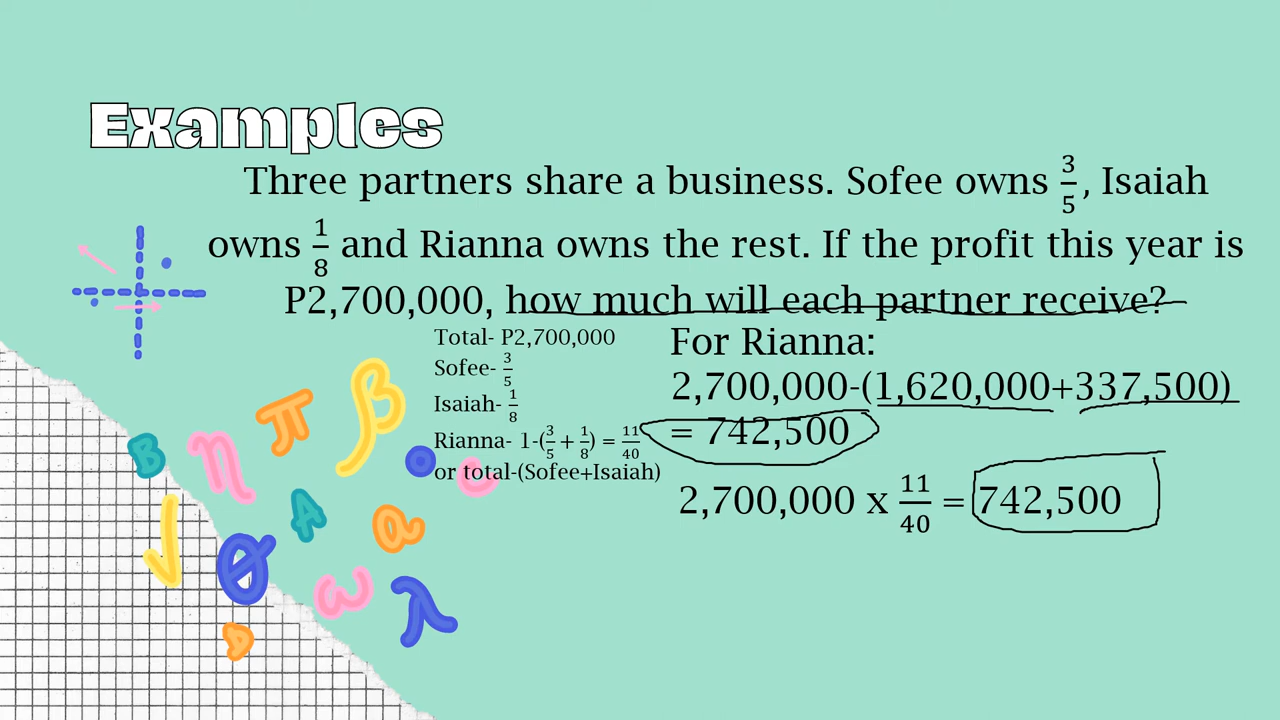 Examples
Three partners share a business. Sofee owns 3/5, Isaiah
owns 1/8 and Rianna owns the rest. If the profit this year is
P2,700,000, how much will each partner receive?
Total- P2,700,000
Sofee- 3/5
Isaiah- 1/8
Rianna- 1-(3/5 + 1/8) = 11/40
or total-(Sofee+Isaiah)
For Rianna:
2,700,000-(1,620,000+337,500)
= 742,500
2,700,000 x 11/40 = 742,500
π
β
B
η
A
a
√
θ
ω
λ
D